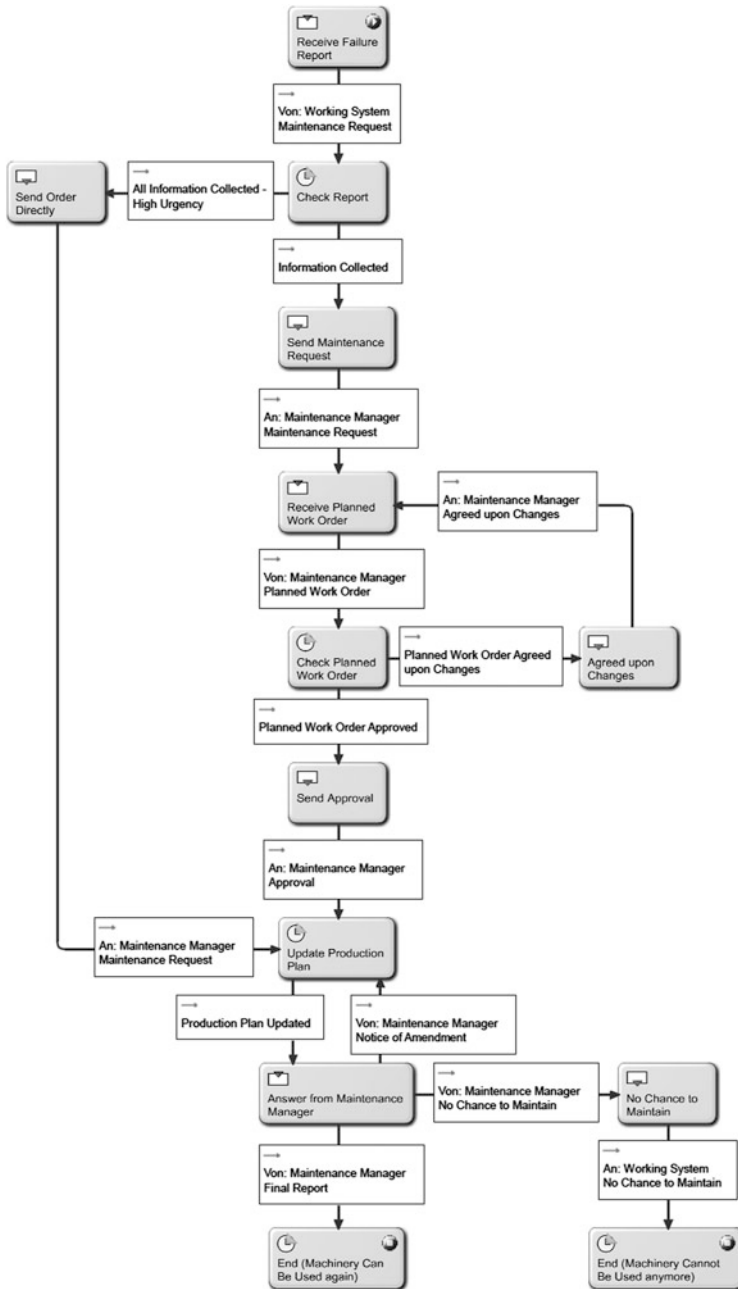 Receive Failure
Report
Von: Working System
Maintenance Request
Send Order
Directly
All Information Collected -
High Urgency
Check Report
Information Collected
Send Maintenance
Request
An: Maintenance Manager
Maintenance Request
Receive Planned
Work Order
An: Maintenance Manager
Agreed upon Changes
Von: Maintenance Manager
Planned Work Order
Check Planned
Work Order
Planned Work Order Agreed
upon Changes
Agreed upon
Changes
Planned Work Order Approved
Send Approval
An: Maintenance Manager
Approval
An: Maintenance Manager
Maintenance Request
Update Production
Plan
Production Plan Updated
Von: Maintenance Manager
Notice of Amendment
Answer from Maintenance
Manager
Von: Maintenance Manager
No Chance to Maintain
No Chance to
Maintain
Von: Maintenance Manager
Final Report
An: Working System
No Chance to Maintain
End (Machinery Can
Be Used again)
End (Machinery Cannot
Be Used anymore)